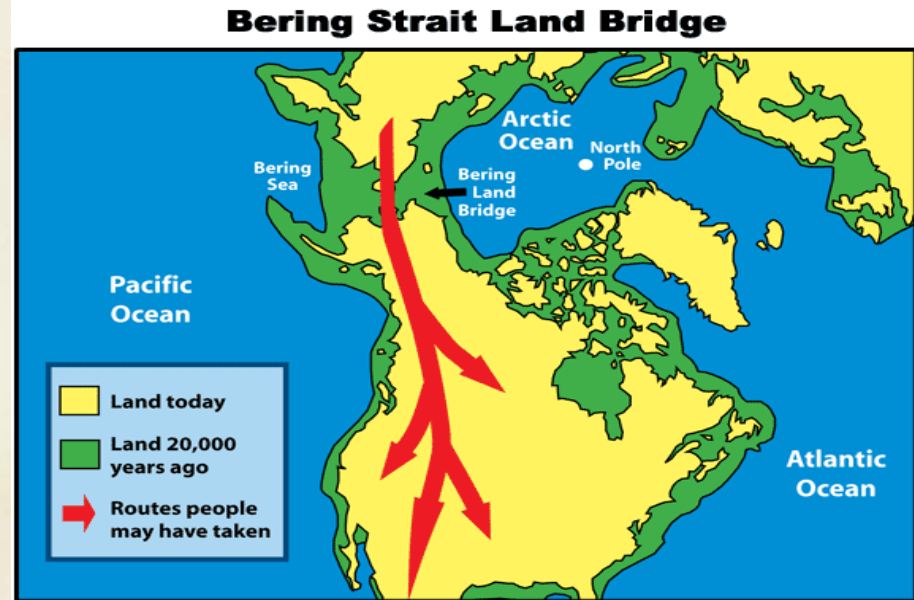 Bering Strait Land Bridge
Arctic
Ocean
North
Pole
Bering
Sea
Bering
Land
Bridge
Pacific
Ocean
Land today
Land 20,000
years ago
Routes people
may have taken
Atlantic
Ocean